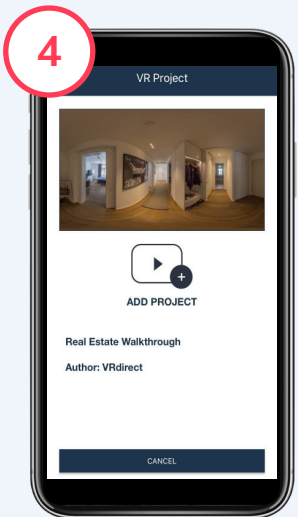 4
VR Project
ADD PROJECT
Real Estate Walkthrough
Author: VRdirect
CANCEL